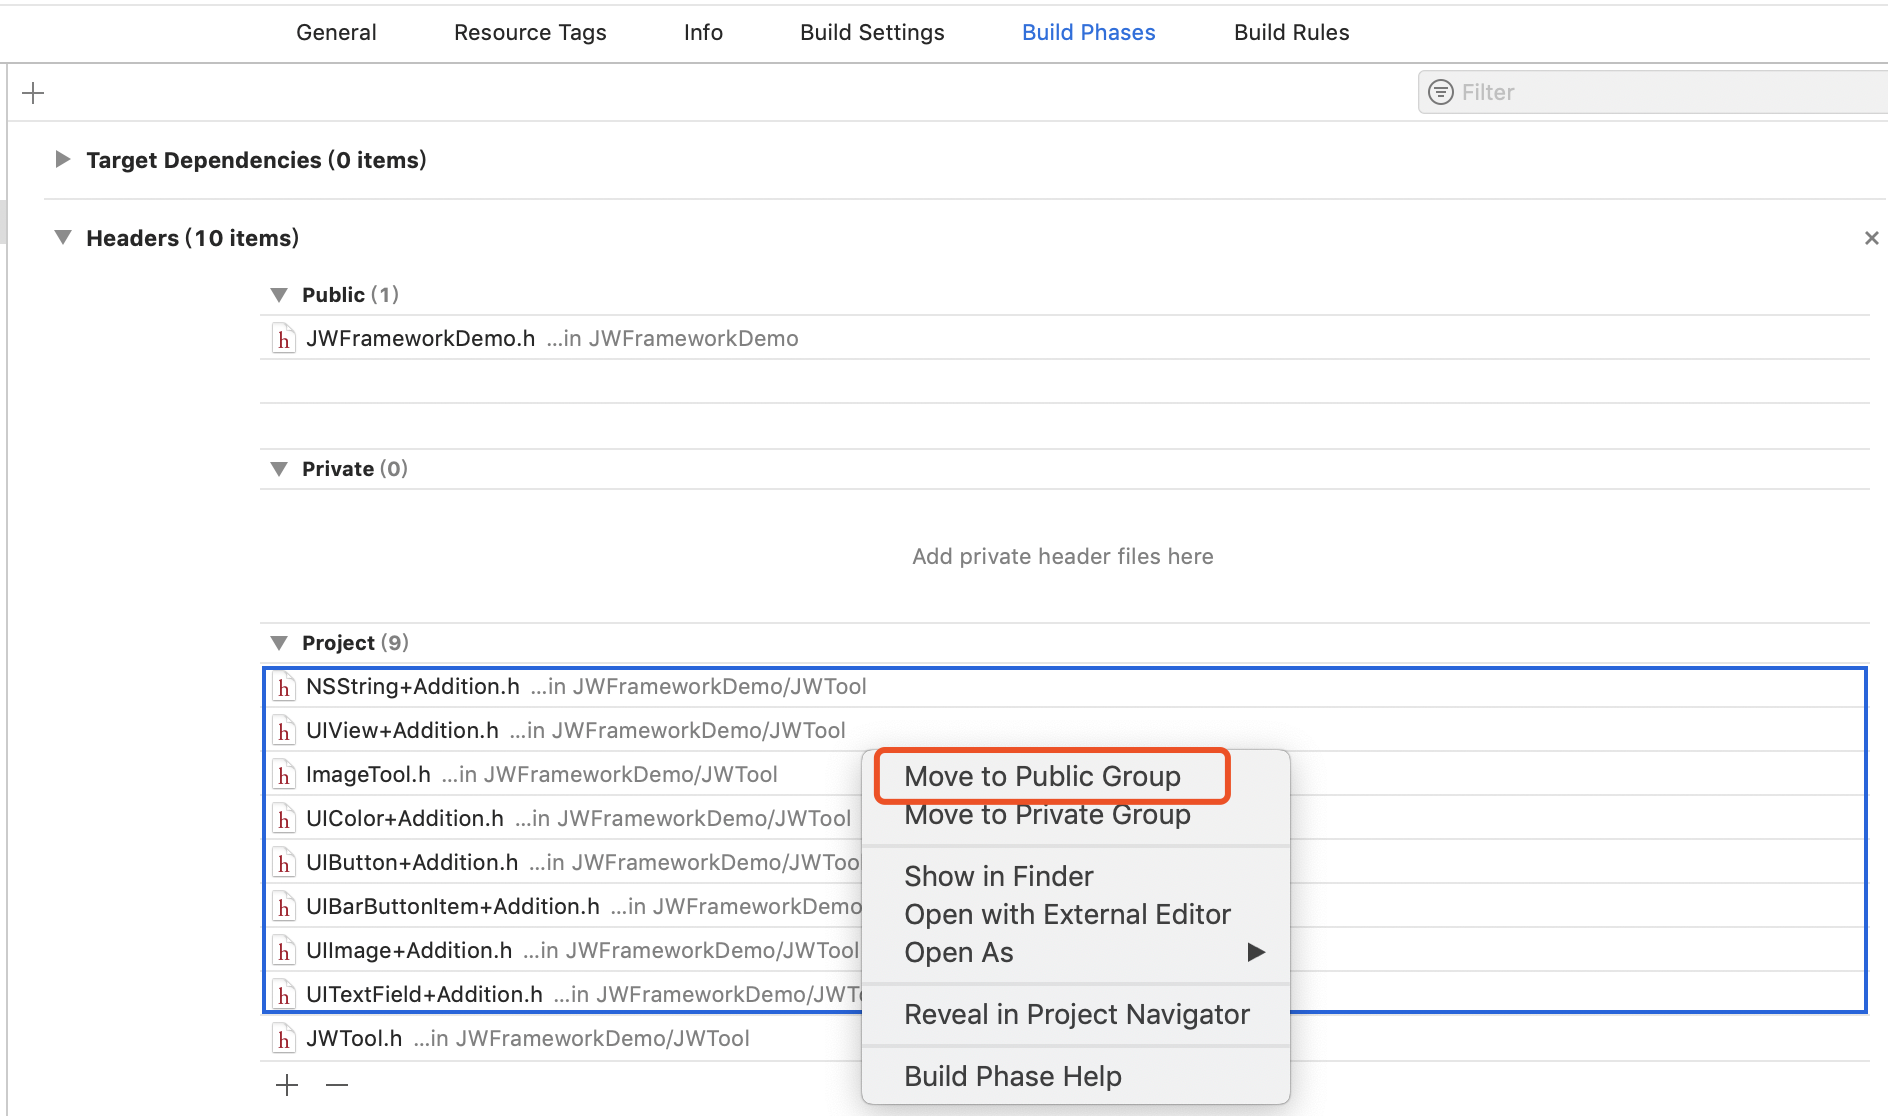 General Resource Tags Info Build Settings Build Phases Build Rules
Filter
Target Dependencies (0 items)
Headers (10 items)
Public (1)
h JWFrameworkDemo.h ...in JWFrameworkDemo
Private (0)
Add private header files here
Project (9)
h NSString+Addition.h ...in JWFrameworkDemo/JWTool
h UIView+Addition.h ...in JWFrameworkDemo/JWTool
h ImageTool.h ...in JWFrameworkDemo/JWTool
h UIColor+Addition.h ...in JWFrameworkDemo/JWTool
h UIButton+Addition.h ...in JWFrameworkDemo/JWToo
h UIBarButtonItem+Addition.h ...in JWFrameworkDemo
h UIImage+Addition.h ...in JWFrameworkDemo/JWTool
h UITextField+Addition.h ...in JWFrameworkDemo/JWT
h JWTool.h ...in JWFrameworkDemo/JWTool
Move to Public Group
Move to Private Group
Show in Finder
Open with External Editor
Open As
Reveal in Project Navigator
Build Phase Help